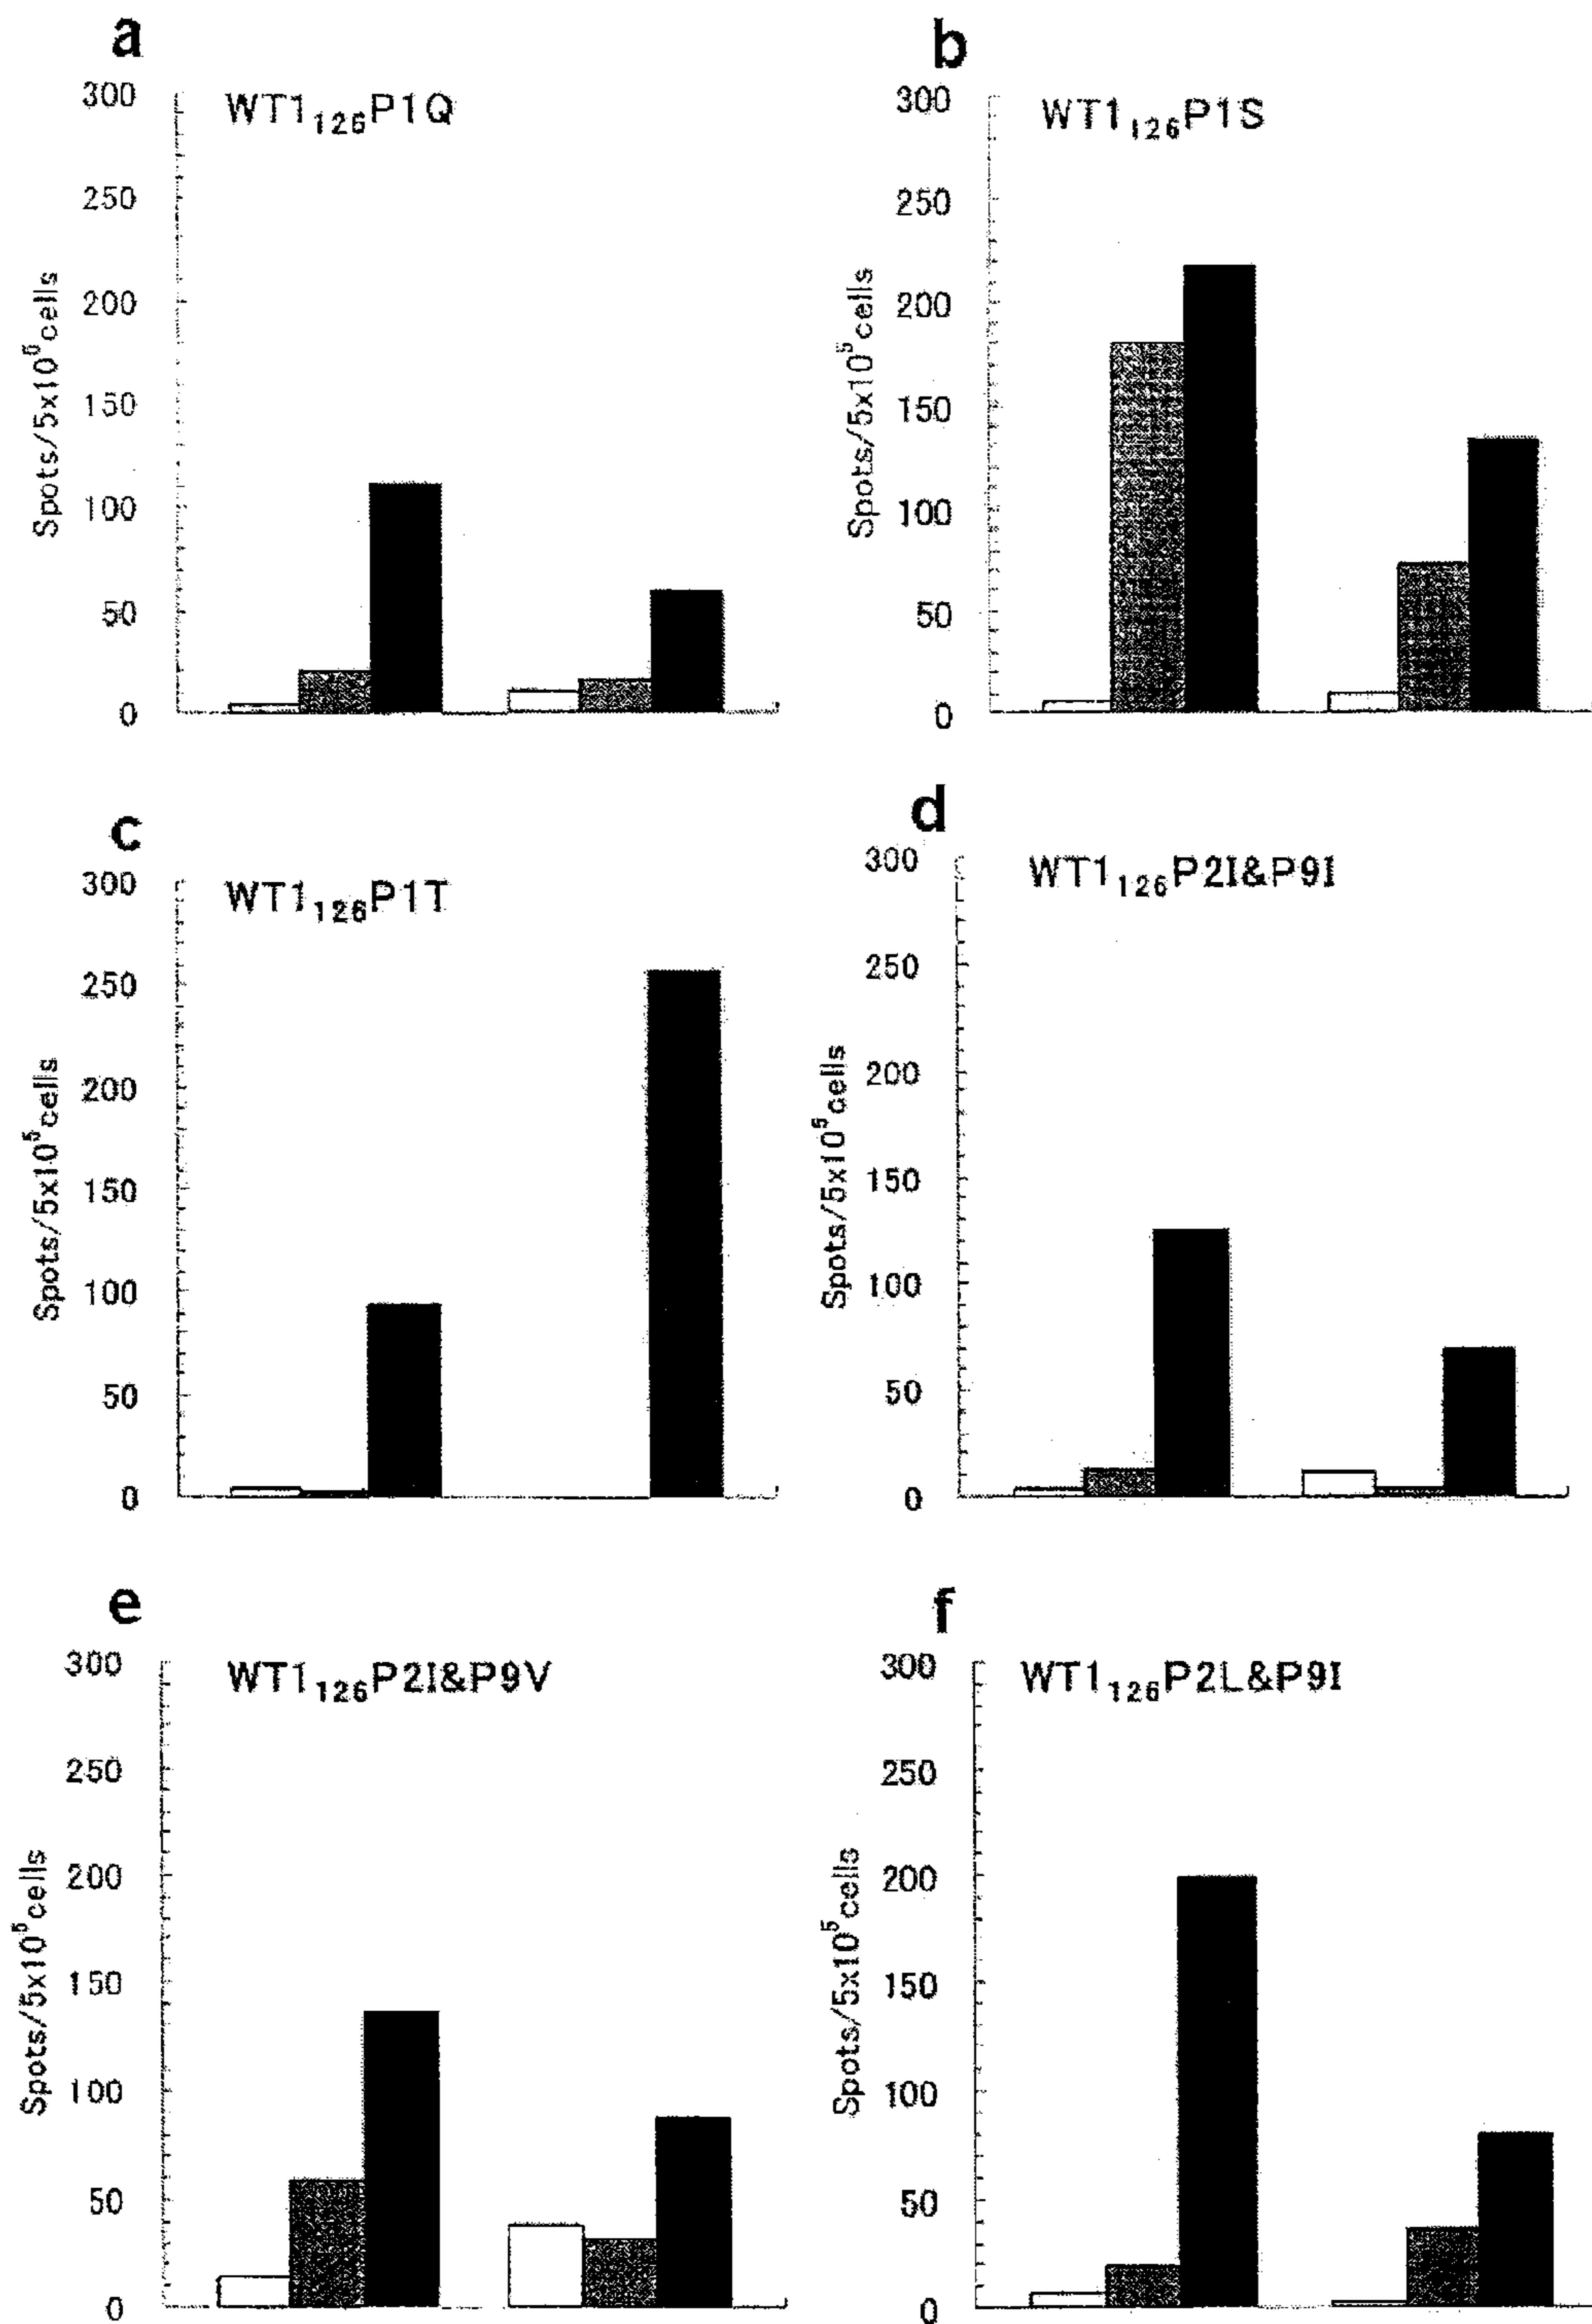 a
WT1₁₂₆P1Q
300
250
200
150
100
50
0
Spots/5x10⁵cells
b
WT1₁₂₆P1S
300
250
200
150
100
50
0
Spots/5x10⁵cells
c
WT1₁₂₆P1T
300
250
200
150
100
50
0
Spots/5x10⁵cells
d
WT1₁₂₆P2I&P9I
300
250
200
150
100
50
0
Spots/5x10⁵cells
e
WT1₁₂₆P2I&P9V
300
250
200
150
100
50
0
Spots/5x10⁵cells
f
WT1₁₂₆P2L&P9I
300
250
200
150
100
50
0
Spots/5x10⁵cells